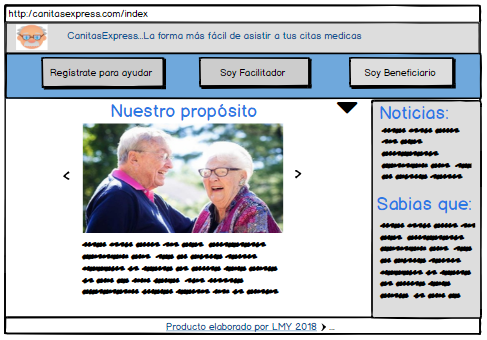 http:/canitasexpress.com/index
CanitasExpress...La forma más fácil de asistir a tus citas medicas
Regístrate para ayudar
Soy Facilitador
Soy Beneficiario
Nuestro propósito
Noticias:
Sabias que:
Producto elaborado por LMY 2018 > ...